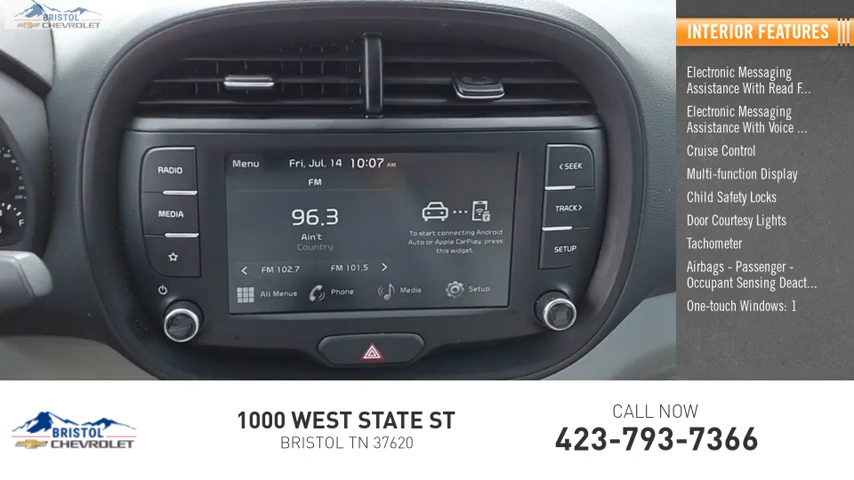 BRISTOL
CHEVROLET
INTERIOR FEATURES
Electronic Messaging
Assistance With Read F...
Electronic Messaging
Assistance With Voice ...
Cruise Control
Multi-function Display
Child Safety Locks
Door Courtesy Lights
Tachometer
Airbags - Passenger -
Occupant Sensing Deact...
One-touch Windows: 1
RADIO
MEDIA
Menu
Fri, Jul. 14 10:07 AM
FM
96.3
Ain't
Country
To start connecting Android
Auto or Apple CarPlay, press
this widget.
< FM 102.7 FM 101.5 >
All Menus
Phone
Media
Setup
< SEEK
TRACK >
SETUP
BRISTOL
CHEVROLET
1000 WEST STATE ST
BRISTOL TN 37620
CALL NOW
423-793-7366